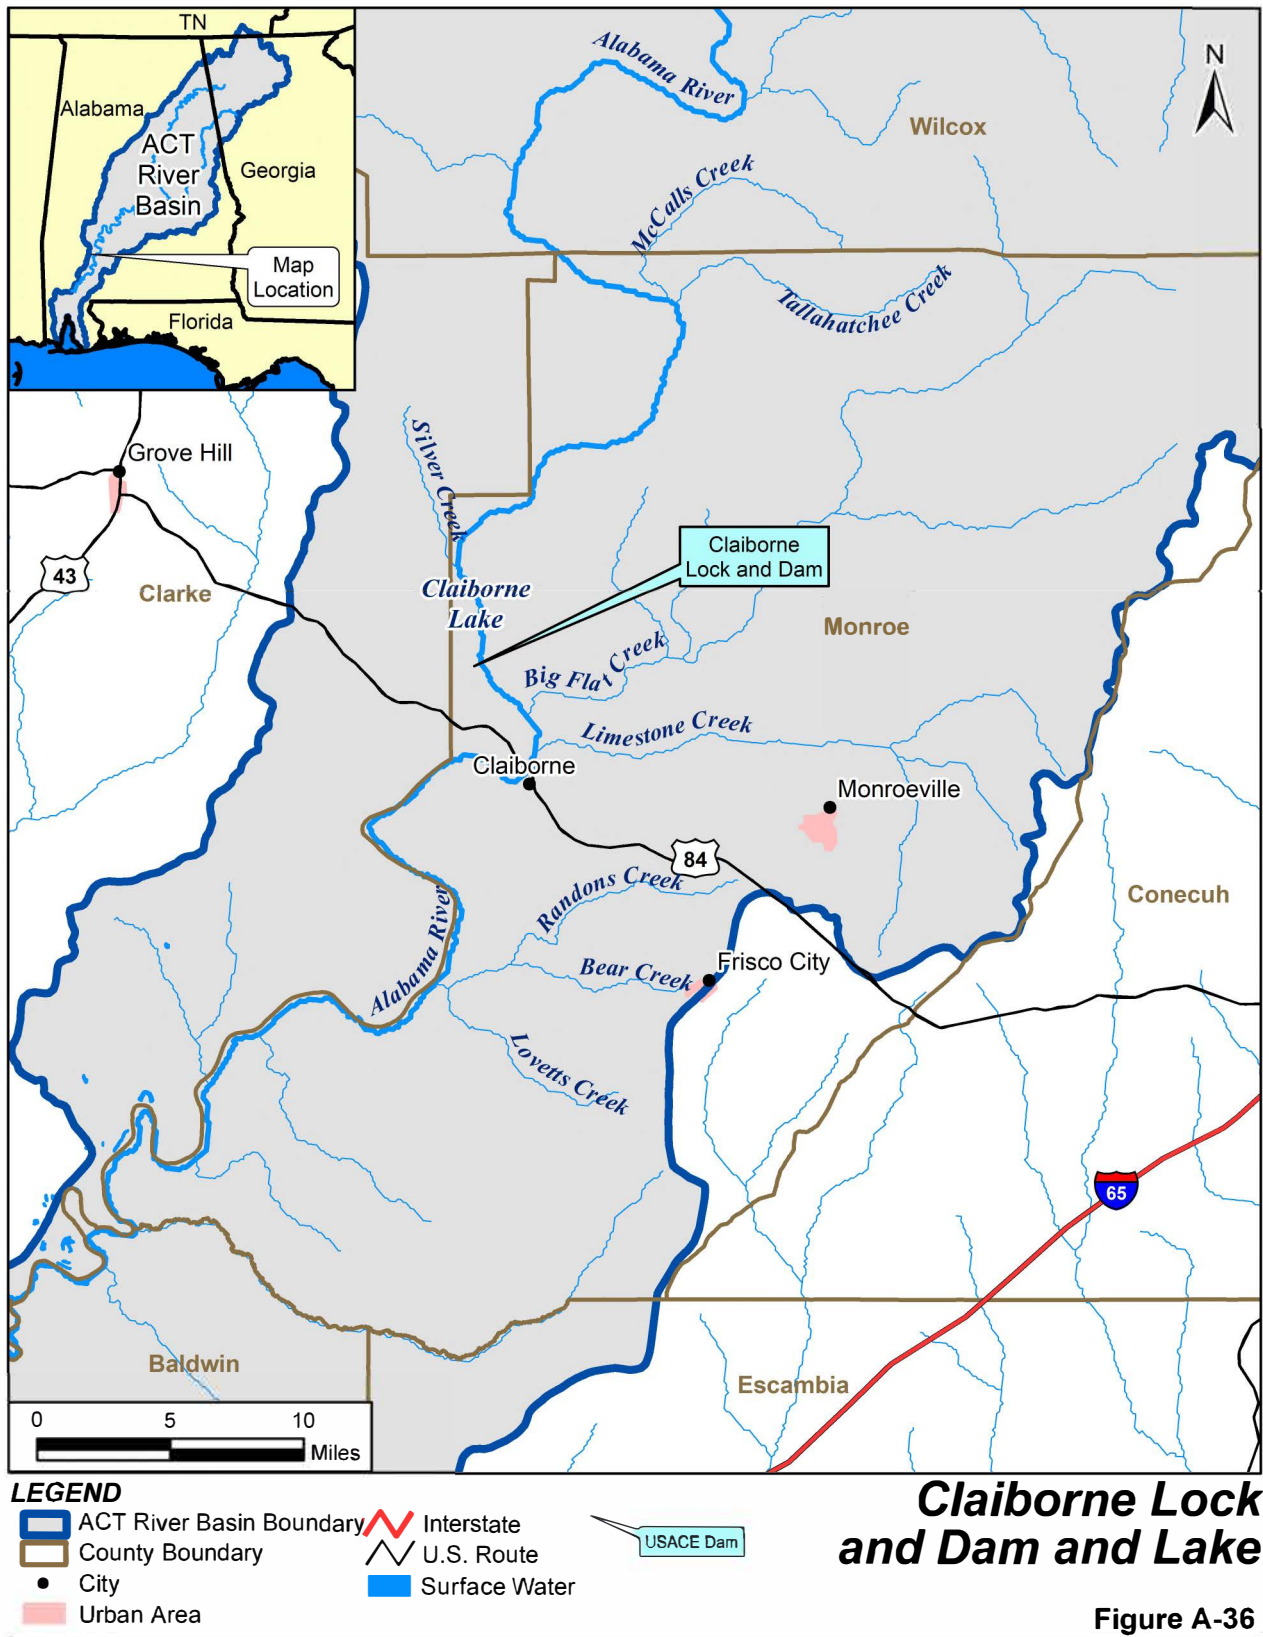 TN
Alabama
ACT
River
Basin
Georgia
Map
Location
Florida
Alabama River
N
Wilcox
McCalls Creek
Tallahatchee Creek
Silver Creek
Grove Hill
43
Clarke
Claiborne
Lock and Dam
Claiborne
Lake
Monroe
Big Flat Creek
Limestone Creek
Claiborne
Monroeville
84
Randons Creek
Conecuh
Alabama River
Bear Creek
Frisco City
Lovetts Creek
65
Baldwin
Escambia
0 5 10
Miles
LEGEND
ACT River Basin Boundary
County Boundary
City
Urban Area
Interstate
U.S. Route
Surface Water
USACE Dam
Claiborne Lock
and Dam and Lake
Figure A-36